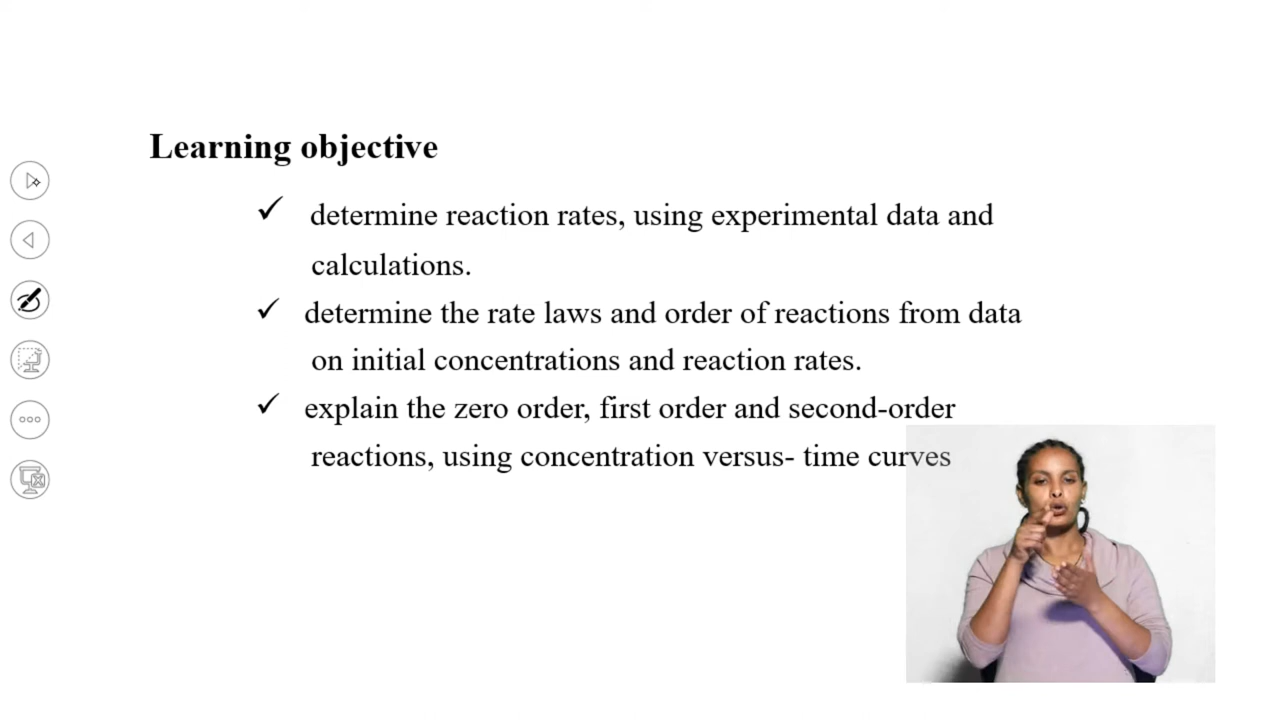 Learning objective
✓ determine reaction rates, using experimental data and
calculations.
✓ determine the rate laws and order of reactions from data
on initial concentrations and reaction rates.
✓ explain the zero order, first order and second-order
reactions, using concentration versus- time curves